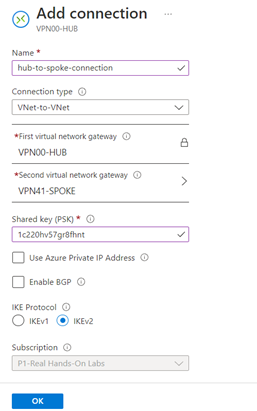 Add connection ...
VPN00-HUB
Name *
hub-to-spoke-connection
Connection type
VNet-to-VNet
*First virtual network gateway
VPN00-HUB
*Second virtual network gateway
VPN41-SPOKE
Shared key (PSK) *
1c220hv57gr8fhnt
Use Azure Private IP Address
Enable BGP
IKE Protocol
IKEv1 IKEv2
Subscription
P1-Real Hands-On Labs
OK